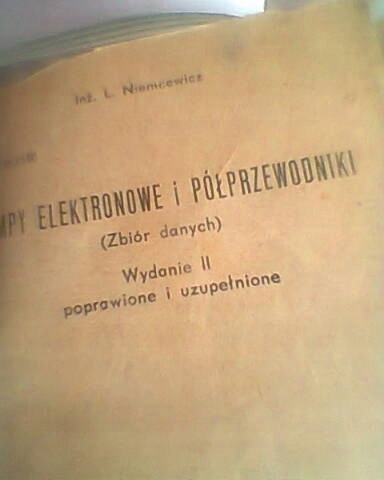 Inż. L. Niemcewicz
MPY ELEKTRONOWE i PÓŁPRZEWODNIKI
(Zbiór danych)
Wydanie II
poprawione i uzupełnione